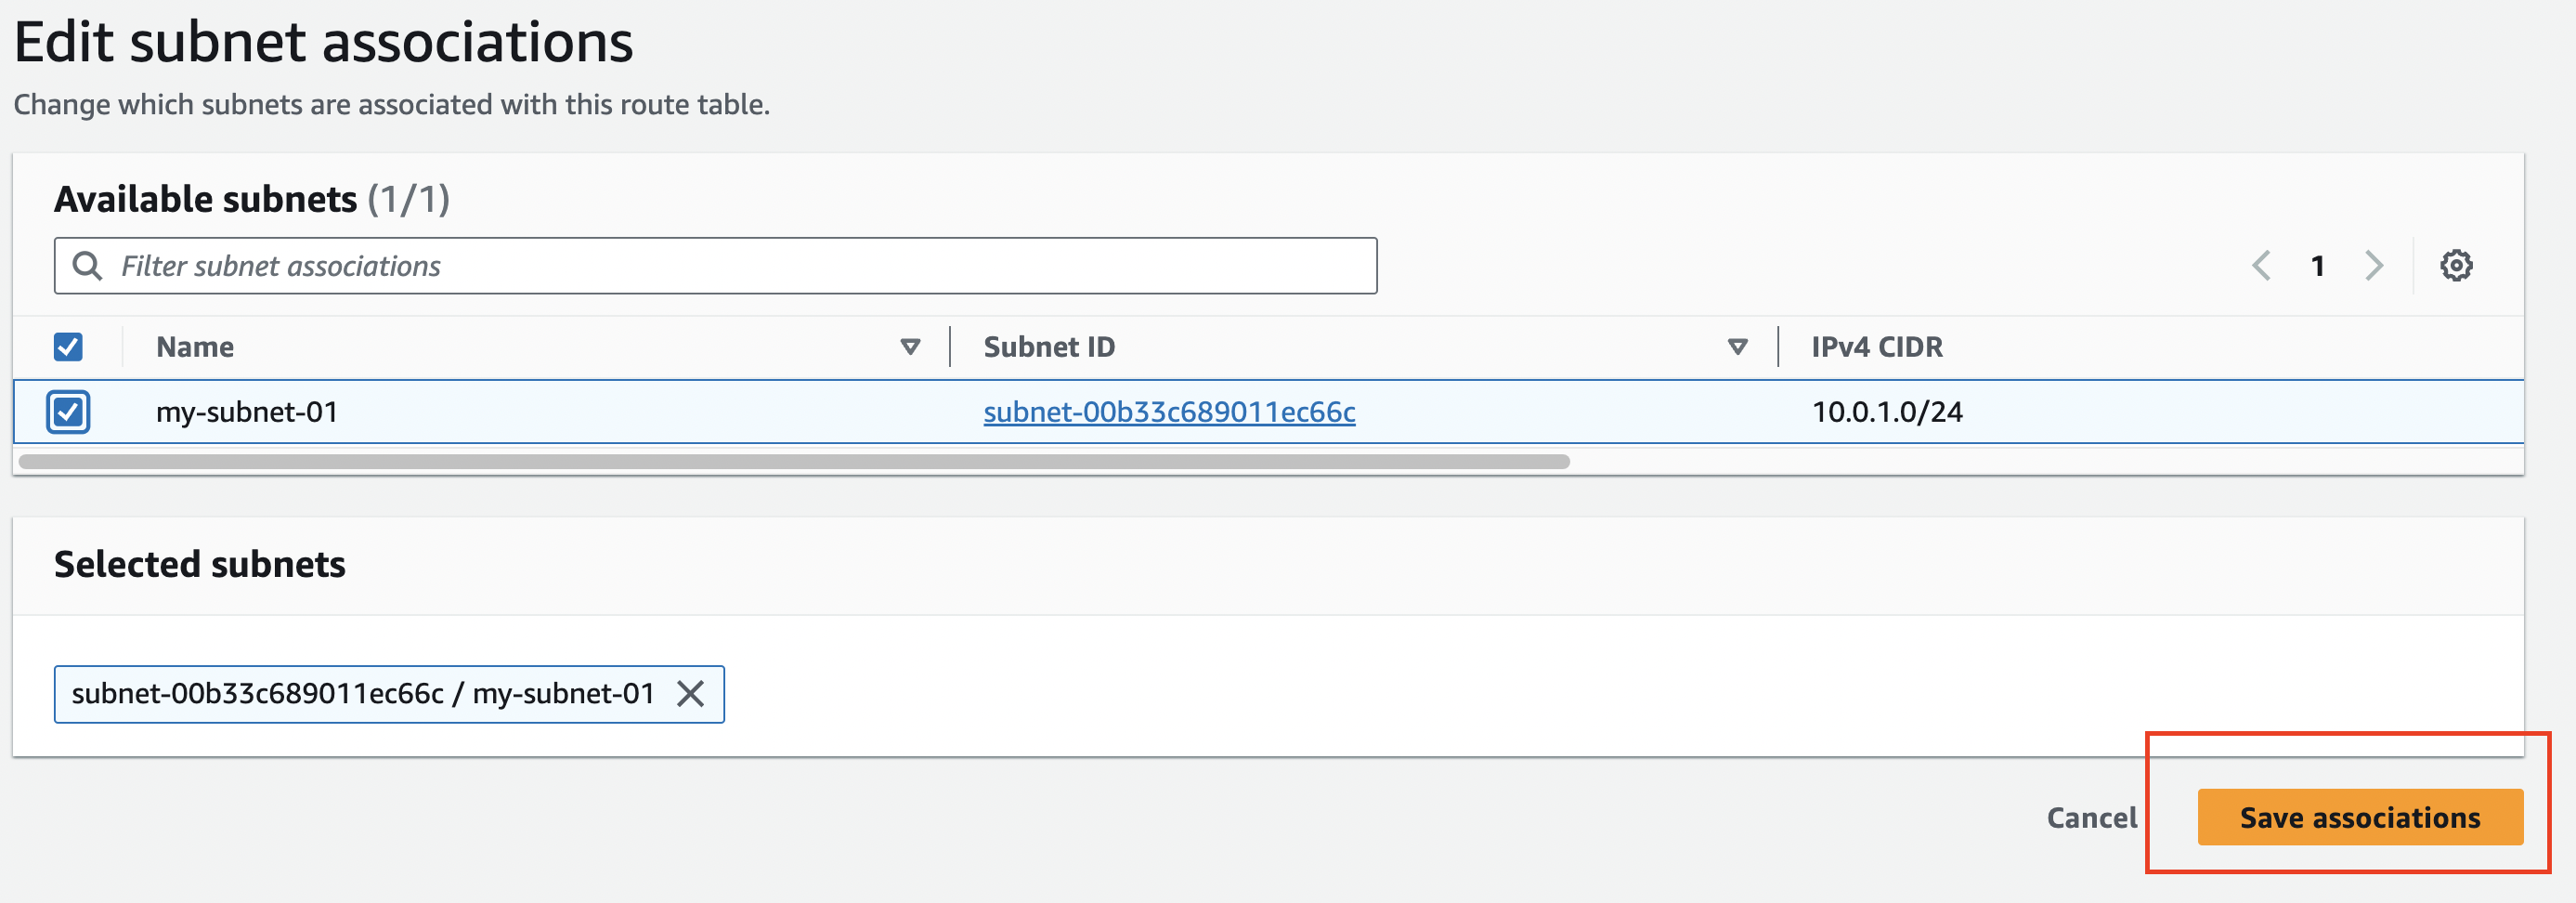 Edit subnet associations
Change which subnets are associated with this route table.
Available subnets (1/1)
Filter subnet associations
1
Name Subnet ID IPv4 CIDR
my-subnet-01 subnet-00b33c689011ec66c 10.0.1.0/24
Selected subnets
subnet-00b33c689011ec66c / my-subnet-01
Cancel Save associations